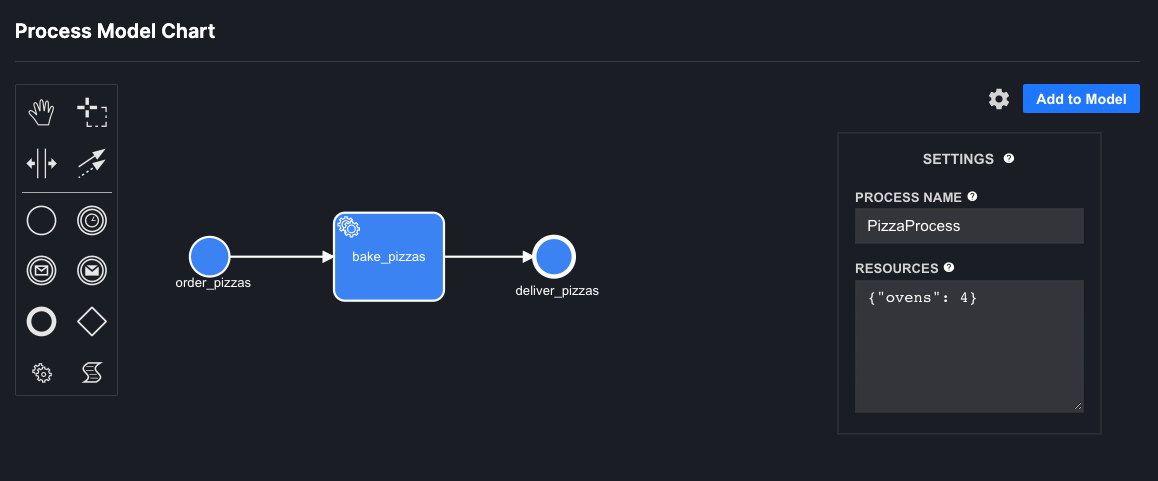 Process Model Chart
Add to Model
SETTINGS ?
PROCESS NAME ?
PizzaProcess
RESOURCES ?
{"ovens": 4}
order_pizzas
bake_pizzas
deliver_pizzas